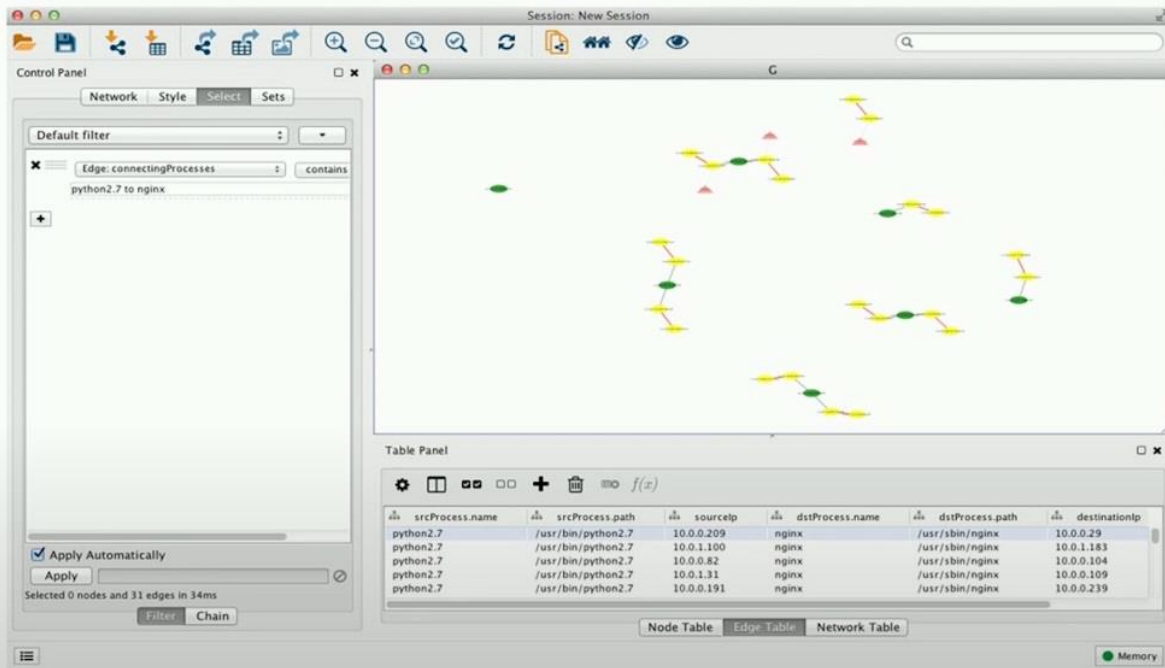 Session: New Session
Control Panel
Network Style Select Sets
Default filter
Edge: connectingProcesses contains
python2.7 to nginx
Apply Automatically
Apply
Selected 0 nodes and 31 edges in 34ms
Filter Chain
G
Table Panel
f(x)
srcProcess.name srcProcess.path sourceIp dstProcess.name dstProcess.path destinationIp
python2.7 /usr/bin/python2.7 10.0.0.209 nginx /usr/sbin/nginx 10.0.0.29
python2.7 /usr/bin/python2.7 10.0.1.100 nginx /usr/sbin/nginx 10.0.1.183
python2.7 /usr/bin/python2.7 10.0.0.82 nginx /usr/sbin/nginx 10.0.0.104
python2.7 /usr/bin/python2.7 10.0.1.31 nginx /usr/sbin/nginx 10.0.0.109
python2.7 /usr/bin/python2.7 10.0.0.191 nginx /usr/sbin/nginx 10.0.0.239
Node Table Edge Table Network Table
Memory